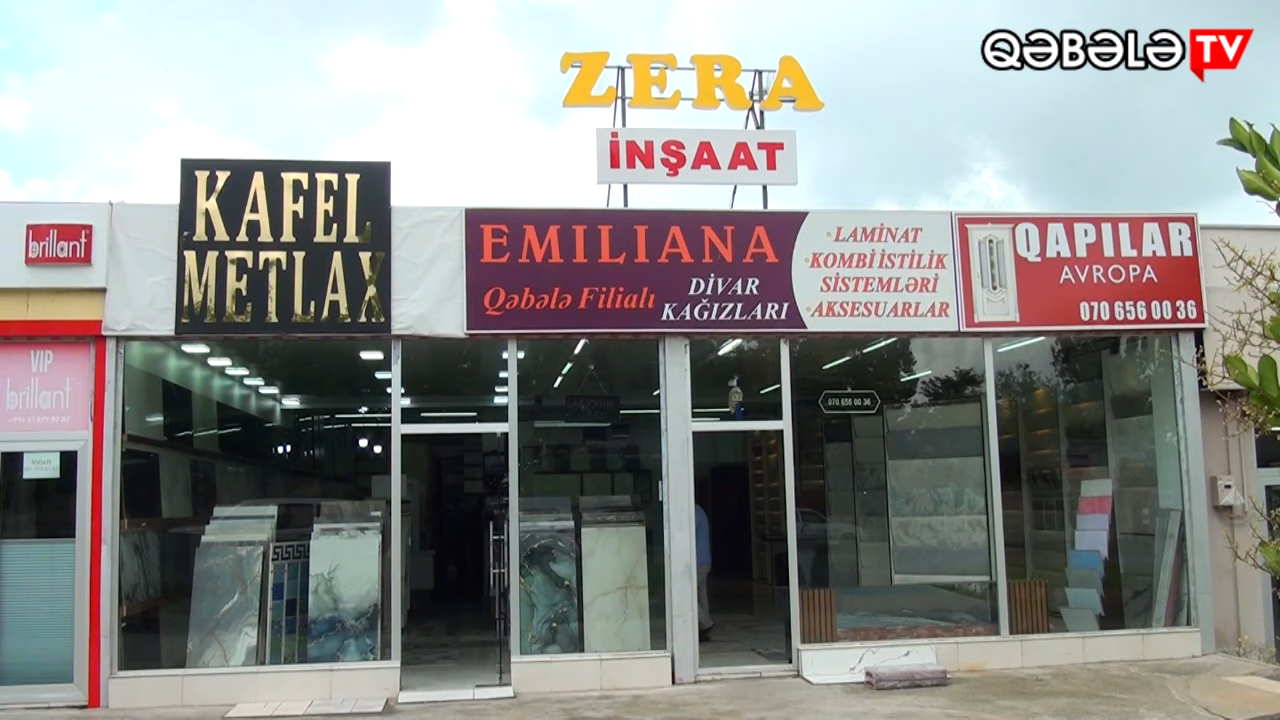 QƏBƏLƏ TV
ZERA
İNŞAAT
KAFEL
METLAX
brillant
EMILIANA
Qəbələ Filialı
DİVAR
KAĞIZLARI
LAMİNAT
KOMBİ İSTİLİK
SİSTEMLƏRİ
AKSESUARLAR
QAPILAR
AVROPA
070 656 00 36
VIP
brillant
070 656 00 36